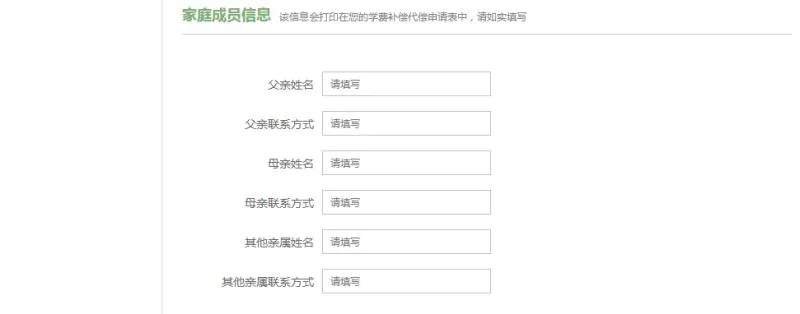 家庭成员信息 该信息会打印在您的学费补偿代偿申请表中，请如实填写
父亲姓名 请填写
父亲联系方式 请填写
母亲姓名 请填写
母亲联系方式 请填写
其他亲属姓名 请填写
其他亲属联系方式 请填写